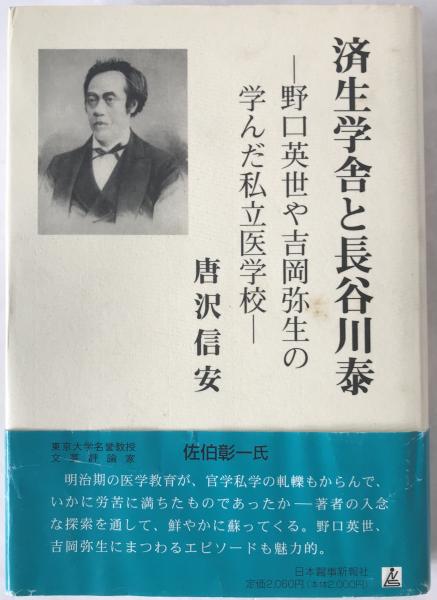 済生学舎と長谷川泰
―野口英世や吉岡弥生の
学んだ私立医学校―
唐沢信安
東京大学名誉教授
文芸評論家
佐伯彰一氏
明治期の医学教育が、官学私学の軋轢もからんで、
いかに労苦に満ちたものであったか――著者の入念
な探索を通して、鮮やかに蘇ってくる。野口英世、
吉岡弥生にまつわるエピソードも魅力的。
日本醫事新報社
定価2,060円(本体2,000円)